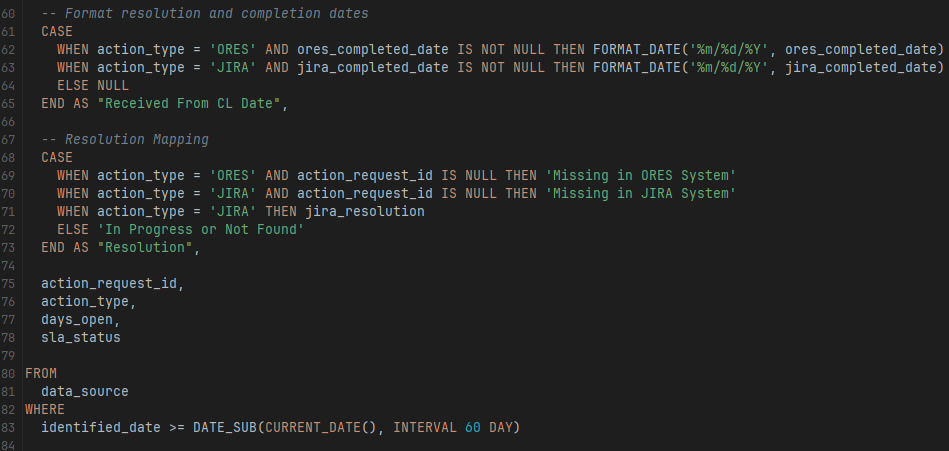 60 -- Format resolution and completion dates
61 CASE
62 WHEN action_type = 'ORES' AND ores_completed_date IS NOT NULL THEN FORMAT_DATE('%m/%d/%Y', ores_completed_date)
63 WHEN action_type = 'JIRA' AND jira_completed_date IS NOT NULL THEN FORMAT_DATE('%m/%d/%Y', jira_completed_date)
64 ELSE NULL
65 END AS "Received From CL Date",
66
67 -- Resolution Mapping
68 CASE
69 WHEN action_type = 'ORES' AND action_request_id IS NULL THEN 'Missing in ORES System'
70 WHEN action_type = 'JIRA' AND action_request_id IS NULL THEN 'Missing in JIRA System'
71 WHEN action_type = 'JIRA' THEN jira_resolution
72 ELSE 'In Progress or Not Found'
73 END AS "Resolution",
74
75 action_request_id,
76 action_type,
77 days_open,
78 sla_status
79
80 FROM
81 data_source
82 WHERE
83 identified_date >= DATE_SUB(CURRENT_DATE(), INTERVAL 60 DAY)
84